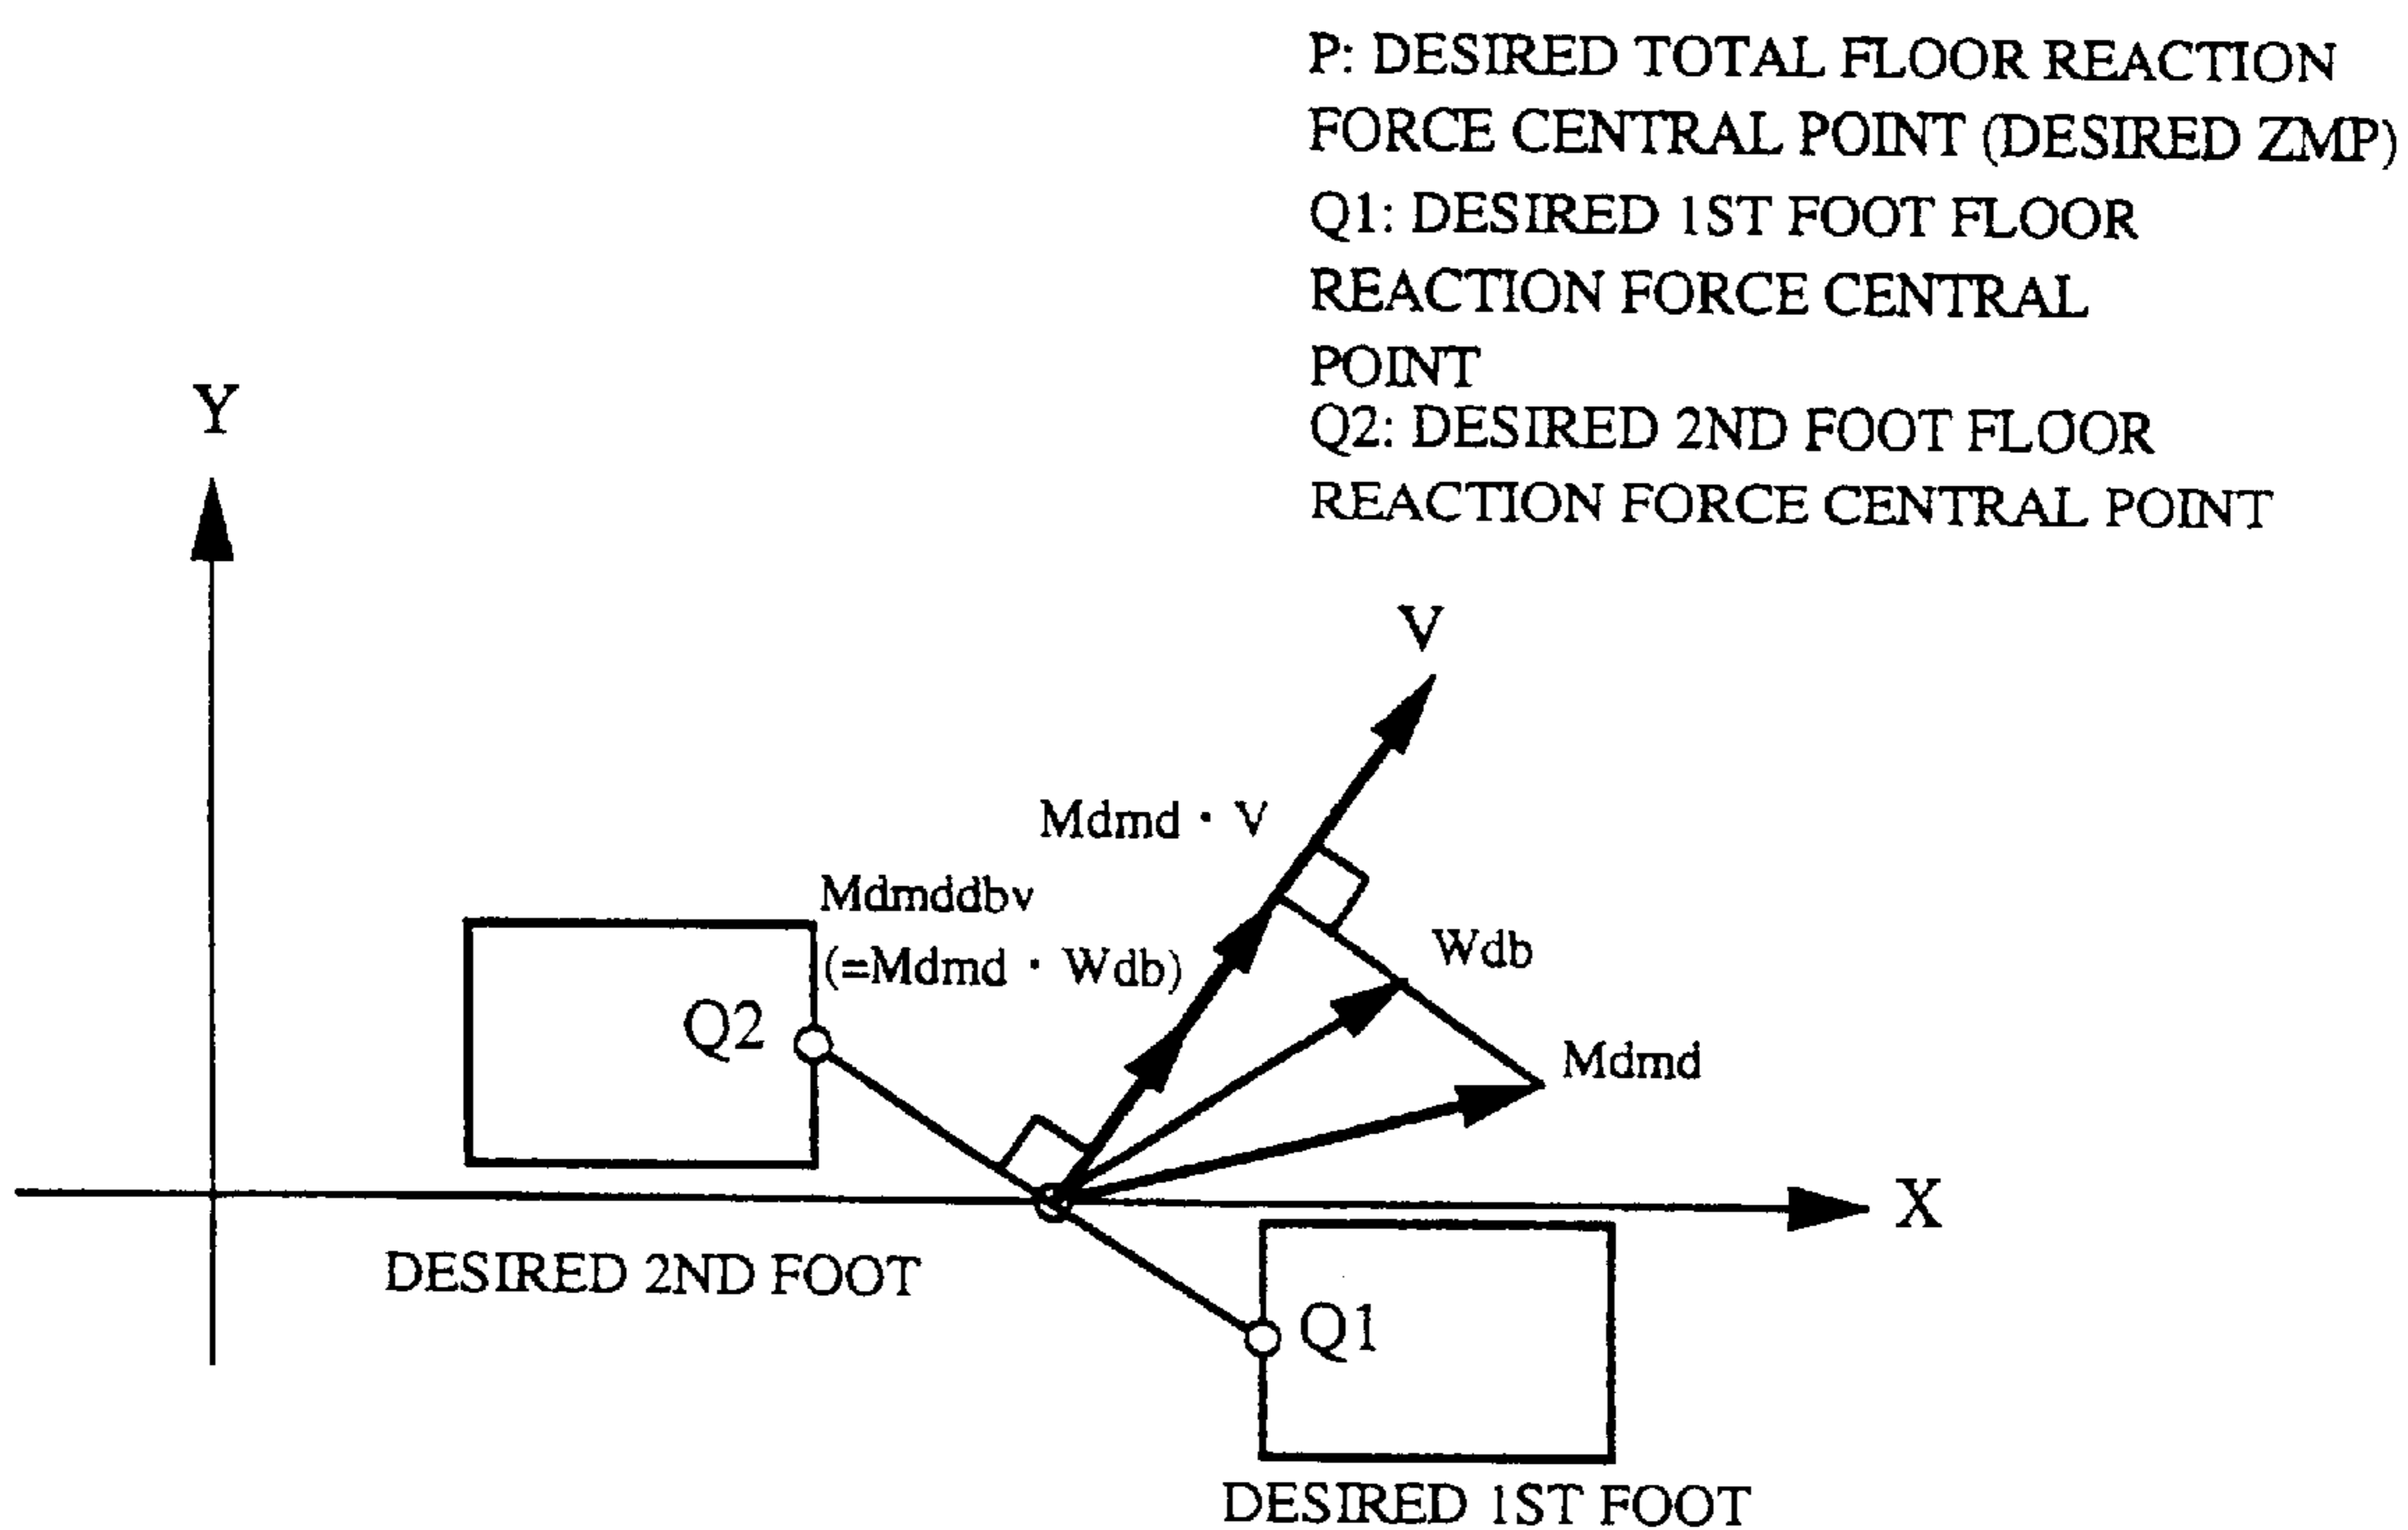 P: DESIRED TOTAL FLOOR REACTION
FORCE CENTRAL POINT (DESIRED ZMP)
Q1: DESIRED 1ST FOOT FLOOR
REACTION FORCE CENTRAL
POINT
Q2: DESIRED 2ND FOOT FLOOR
REACTION FORCE CENTRAL POINT
Y
V
Mdmd · V
Mdmddbv
(=Mdmd · Wdb)
Wdb
Q2
Mdmd
X
DESIRED 2ND FOOT
Q1
DESIRED 1ST FOOT